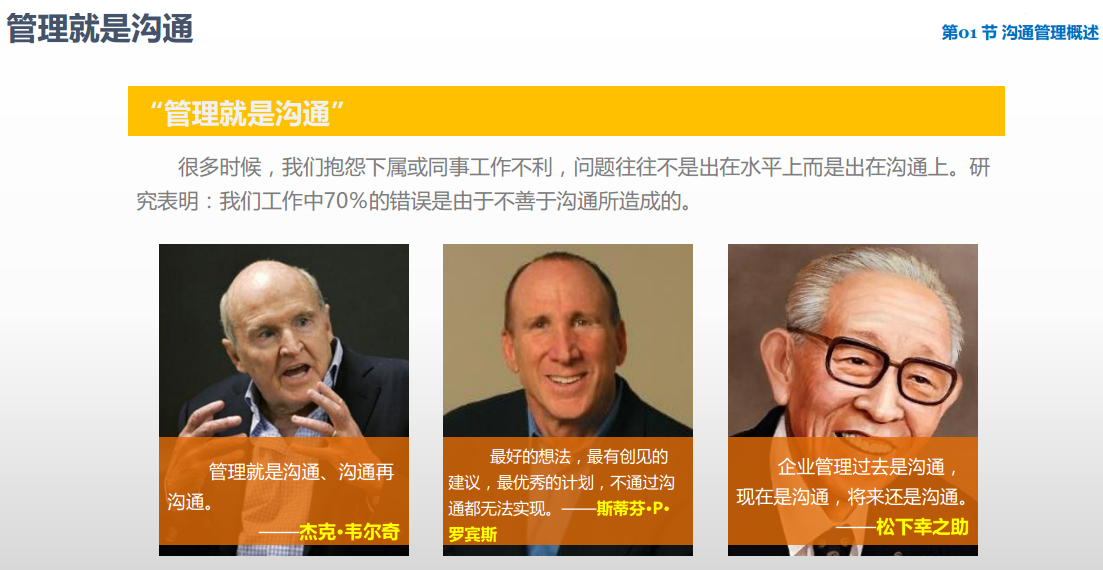 管理就是沟通
第01 节 沟通管理概述
“管理就是沟通”
很多时候，我们抱怨下属或同事工作不利，问题往往不是出在水平上而是出在沟通上。研
究表明：我们工作中70%的错误是由于不善于沟通所造成的。
管理就是沟通、沟通再
沟通。
——杰克·韦尔奇
最好的想法，最有创见的
建议，最优秀的计划，不通过沟
通都无法实现。——斯蒂芬·P·
罗宾斯
企业管理过去是沟通，
现在是沟通，将来还是沟通。
——松下幸之助